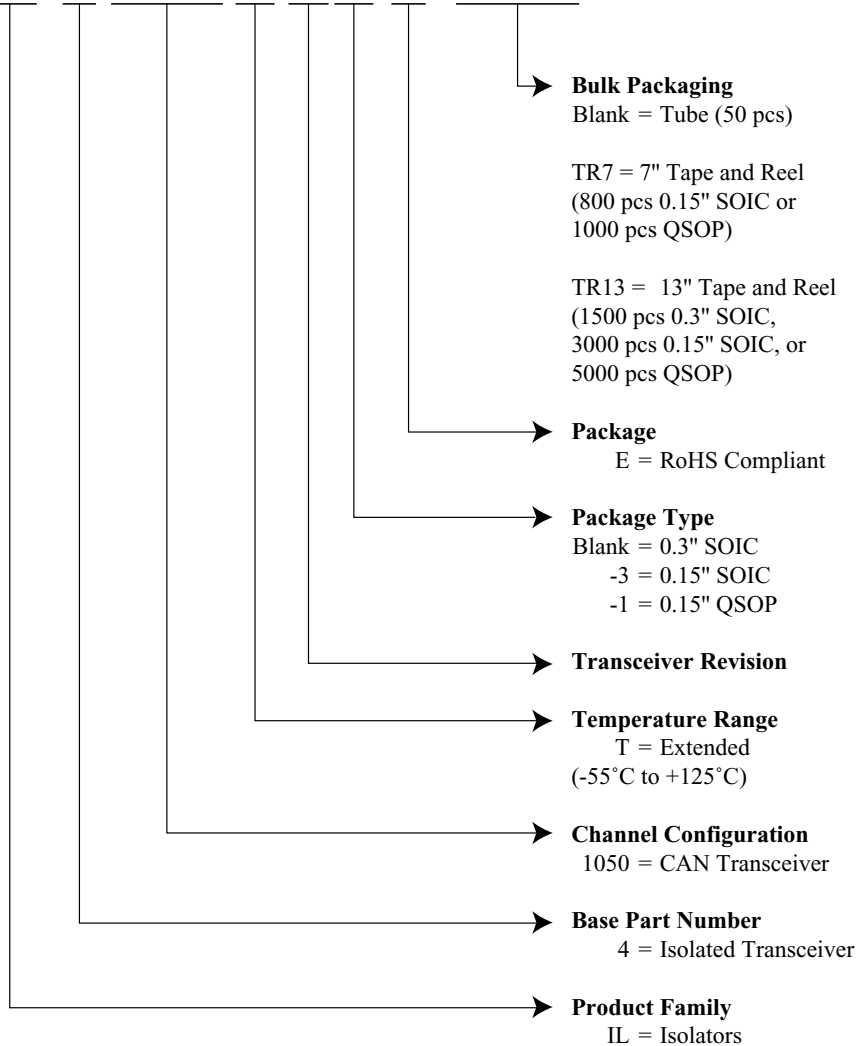 Bulk Packaging
Blank = Tube (50 pcs)
TR7 = 7" Tape and Reel
(800 pcs 0.15" SOIC or
1000 pcs QSOP)
TR13 = 13" Tape and Reel
(1500 pcs 0.3" SOIC,
3000 pcs 0.15" SOIC, or
5000 pcs QSOP)
Package
E = RoHS Compliant
Package Type
Blank = 0.3" SOIC
-3 = 0.15" SOIC
-1 = 0.15" QSOP
Transceiver Revision
Temperature Range
T = Extended
(-55˚C to +125˚C)
Channel Configuration
1050 = CAN Transceiver
Base Part Number
4 = Isolated Transceiver
Product Family
IL = Isolators